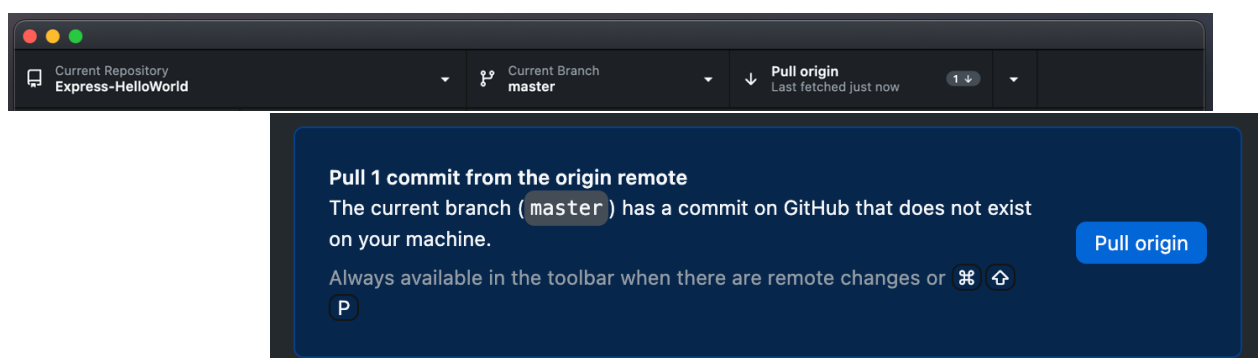 Current Repository
Express-HelloWorld
Current Branch
master
Pull origin
Last fetched just now
1 ↓
Pull 1 commit from the origin remote
The current branch (master) has a commit on GitHub that does not exist
on your machine.
Always available in the toolbar when there are remote changes or ⌘ ⇧
P
Pull origin